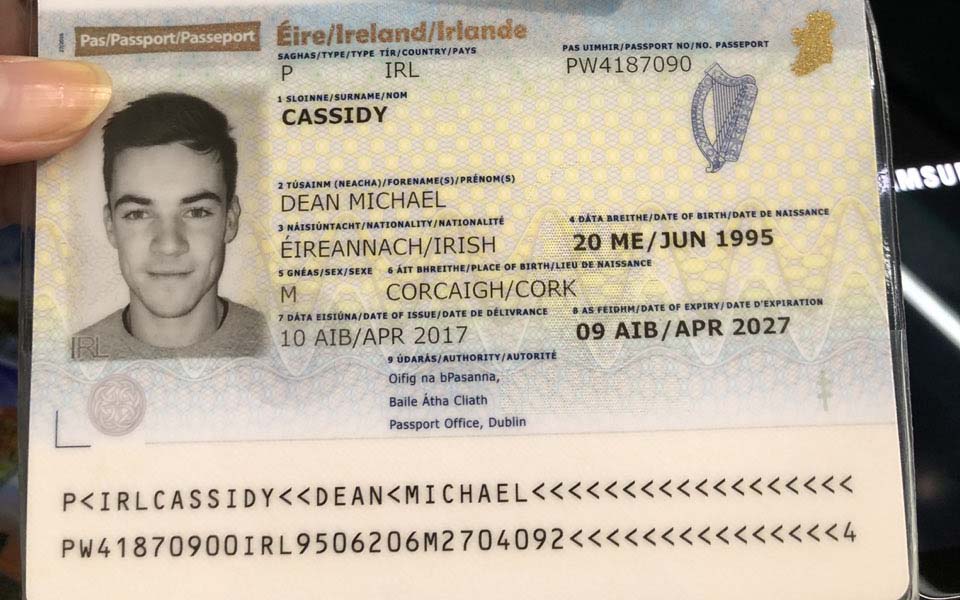 Pas/Passport/Passeport
Éire/Ireland/Irlande
SAGHAS/TYPE/TYPE TÍR/COUNTRY/PAYS PAS UIMHIR/PASSPORT NO/NO. PASSEPORT
P IRL PW4187090
1 SLOINNE/SURNAME/NOM
CASSIDY
2 TÚSAINM (NEACHA)/FORENAME(S)/PRÉNOM(S)
DEAN MICHAEL
3 NÁISIÚNTACHT/NATIONALITY/NATIONALITÉ 4 DÁTA BREITHE/DATE OF BIRTH/DATE DE NAISSANCE
ÉIREANNACH/IRISH 20 ME/JUN 1995
5 GNÉAS/SEX/SEXE 6 ÁIT BHREITHE/PLACE OF BIRTH/LIEU DE NAISSANCE
M CORCAIGH/CORK
7 DÁTA EISIÚNA/DATE OF ISSUE/DATE DE DÉLIVRANCE 8 AS FEIDHM/DATE OF EXPIRY/DATE D'EXPIRATION
10 AIB/APR 2017 09 AIB/APR 2027
9 ÚDARÁS/AUTHORITY/AUTORITÉ
Oifig na bPasanna,
Baile Átha Cliath
Passport Office, Dublin
IRL
P<IRLCASSIDY<<DEAN<MICHAEL<<<<<<<<<<<<<<<<<<
PW41870900IRL9506206M2704092<<<<<<<<<<<<<<<4